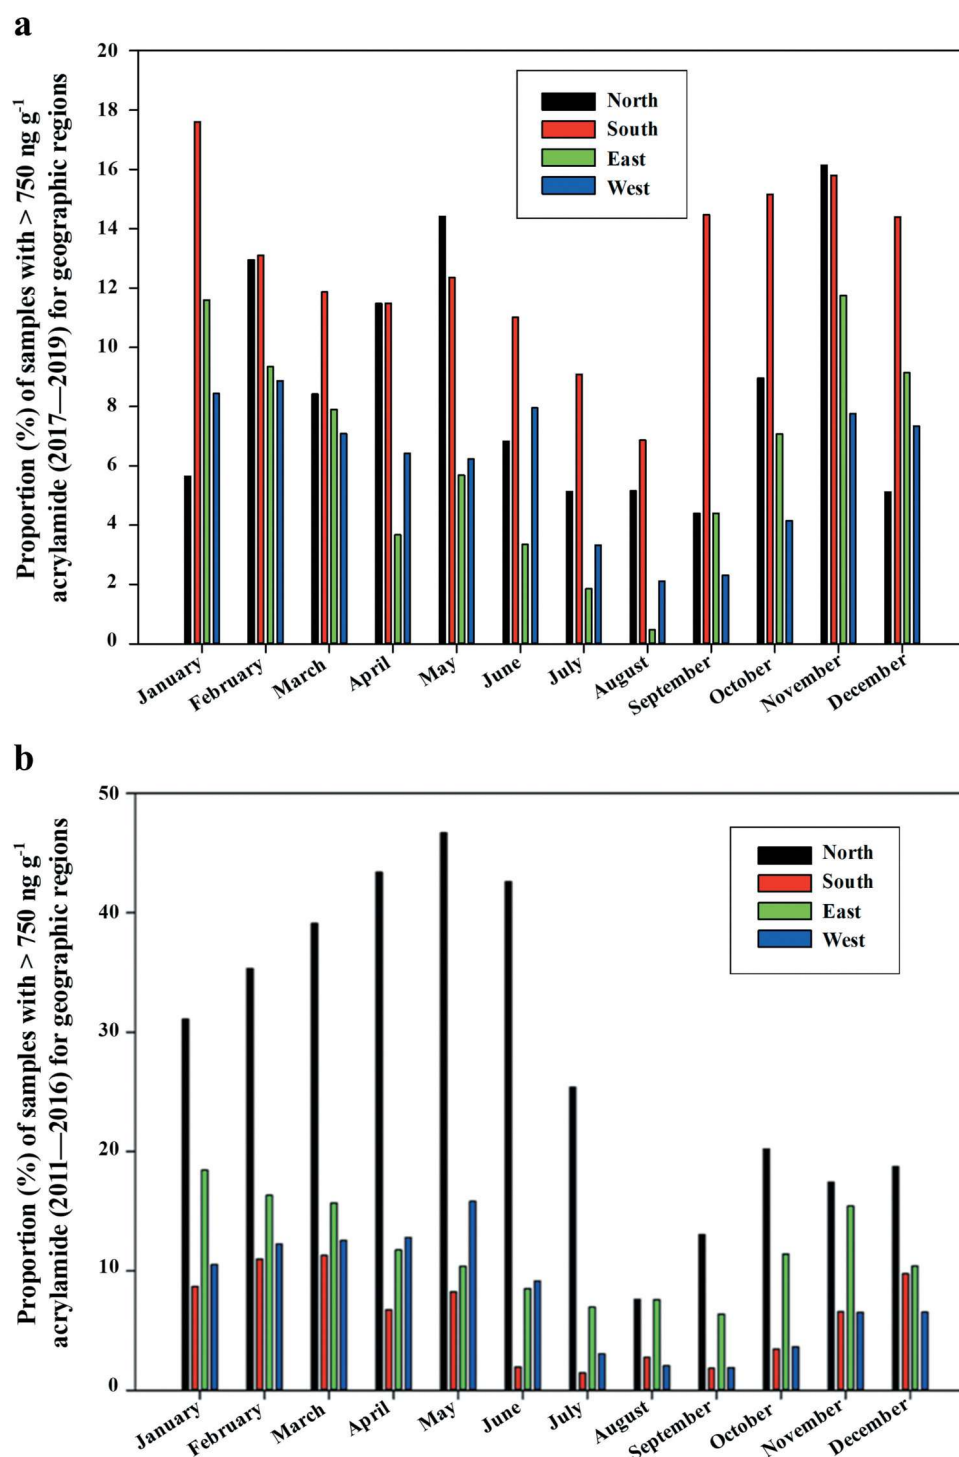 a
Proportion (%) of samples with > 750 ng g-1
acrylamide (2017—2019) for geographic regions
20
18
16
14
12
10
8
6
4
2
0
North
South
East
West
January
February
March
April
May
June
July
August
September
October
November
December
b
Proportion (%) of samples with > 750 ng g-1
acrylamide (2011—2016) for geographic regions
50
40
30
20
10
0
North
South
East
West
January
February
March
April
May
June
July
August
September
October
November
December